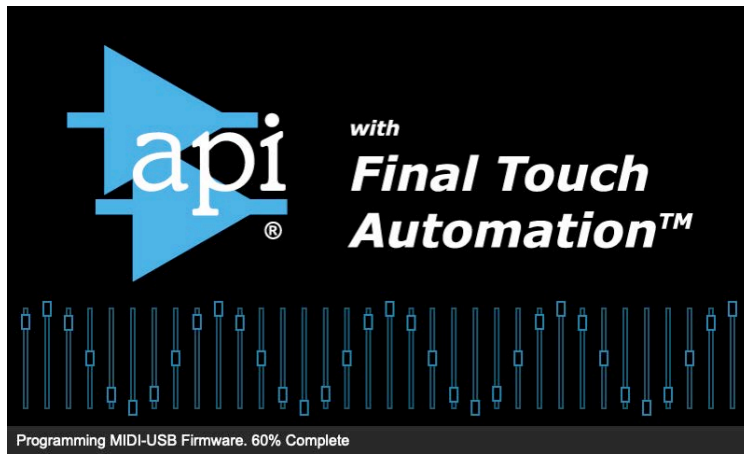 api
®
with
Final Touch
Automation™
Programming MIDI-USB Firmware. 60% Complete